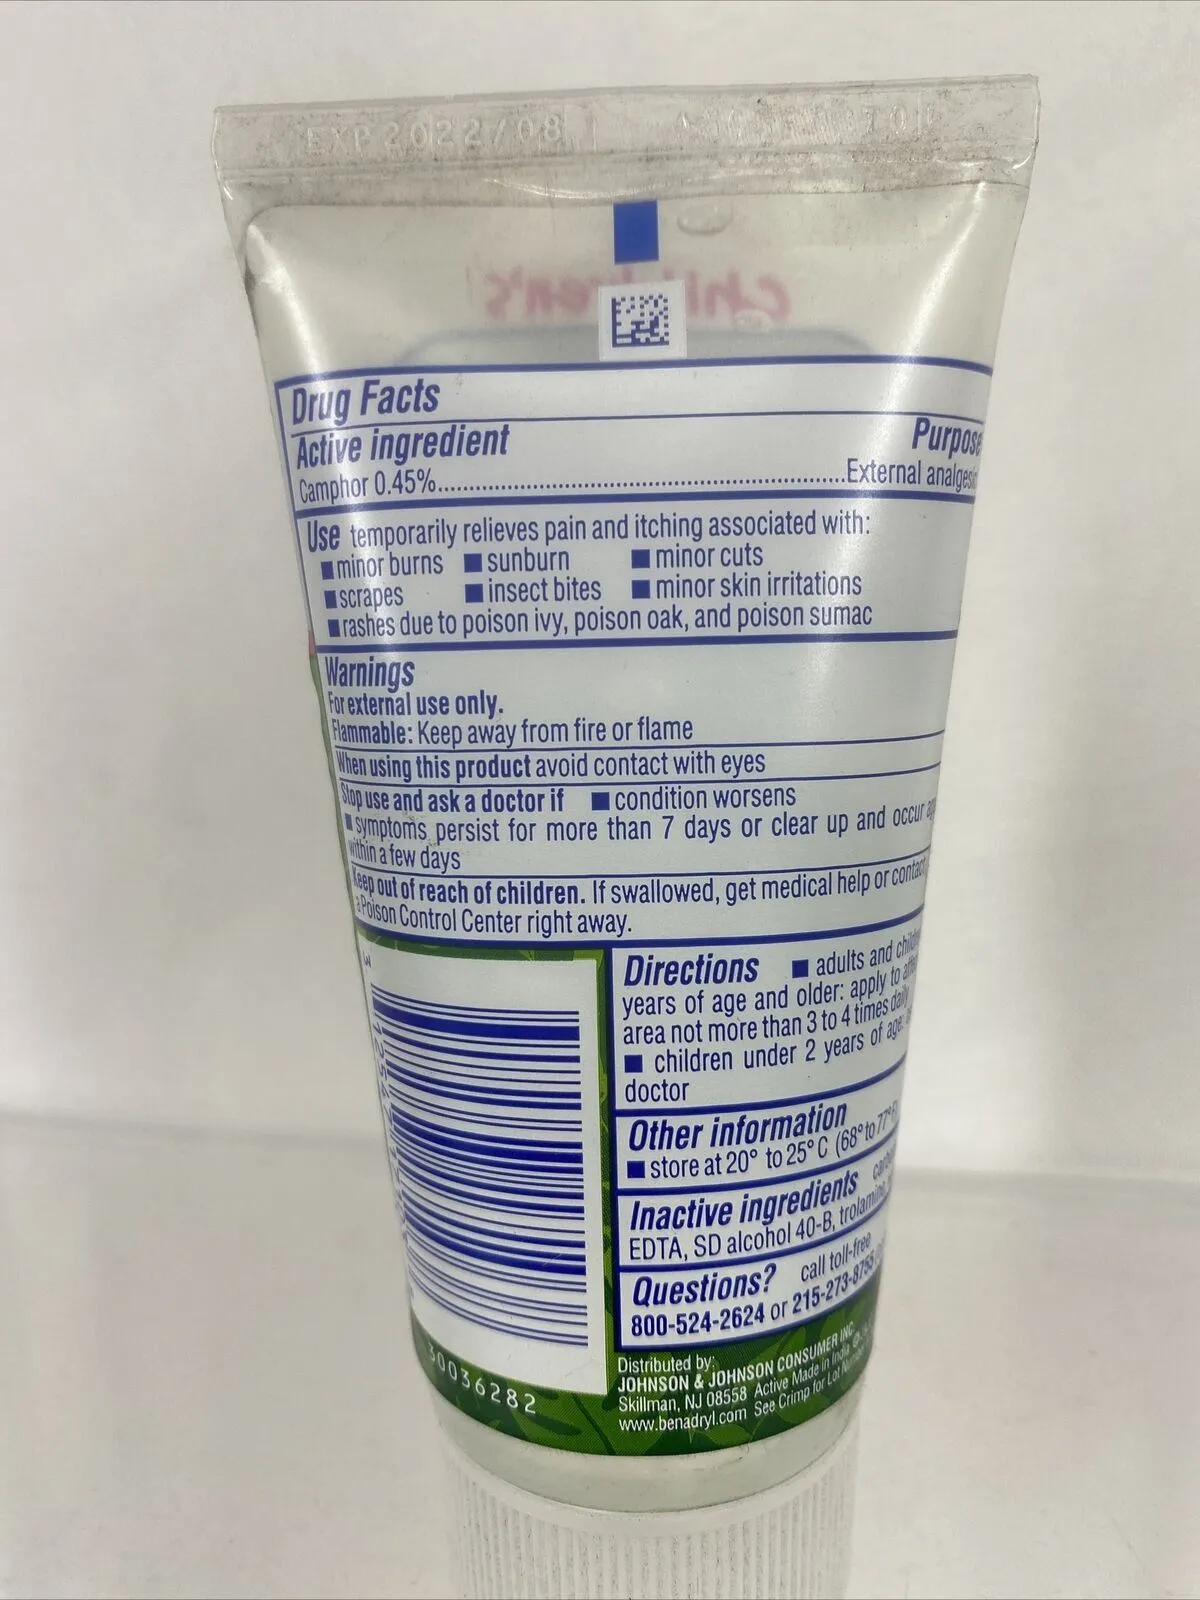 EXP 2022/08
children's
Drug Facts
Active ingredient Purpose
Camphor 0.45%..........External analgesic
Use temporarily relieves pain and itching associated with:
■ minor burns ■ sunburn ■ minor cuts
■ scrapes ■ insect bites ■ minor skin irritations
■ rashes due to poison ivy, poison oak, and poison sumac
Warnings
For external use only.
Flammable: Keep away from fire or flame
When using this product avoid contact with eyes
Stop use and ask a doctor if ■ condition worsens
■ symptoms persist for more than 7 days or clear up and occur
within a few days
Keep out of reach of children. If swallowed, get medical help or contact
a Poison Control Center right away.
Directions ■ adults and
years of age and older: apply to
area not more than 3 to 4 times daily
■ children under 2 years of age:
doctor
Other information
■ store at 20° to 25° C (68° to 77° F)
Inactive ingredients
EDTA, SD alcohol 40-B,
Questions? call toll-free
800-524-2624 or 215-273-8755
30036282
Distributed by:
JOHNSON & JOHNSON CONSUMER INC.
Skillman, NJ 08558 Active Made in India
www.benadryl.com See Crimp for Lot